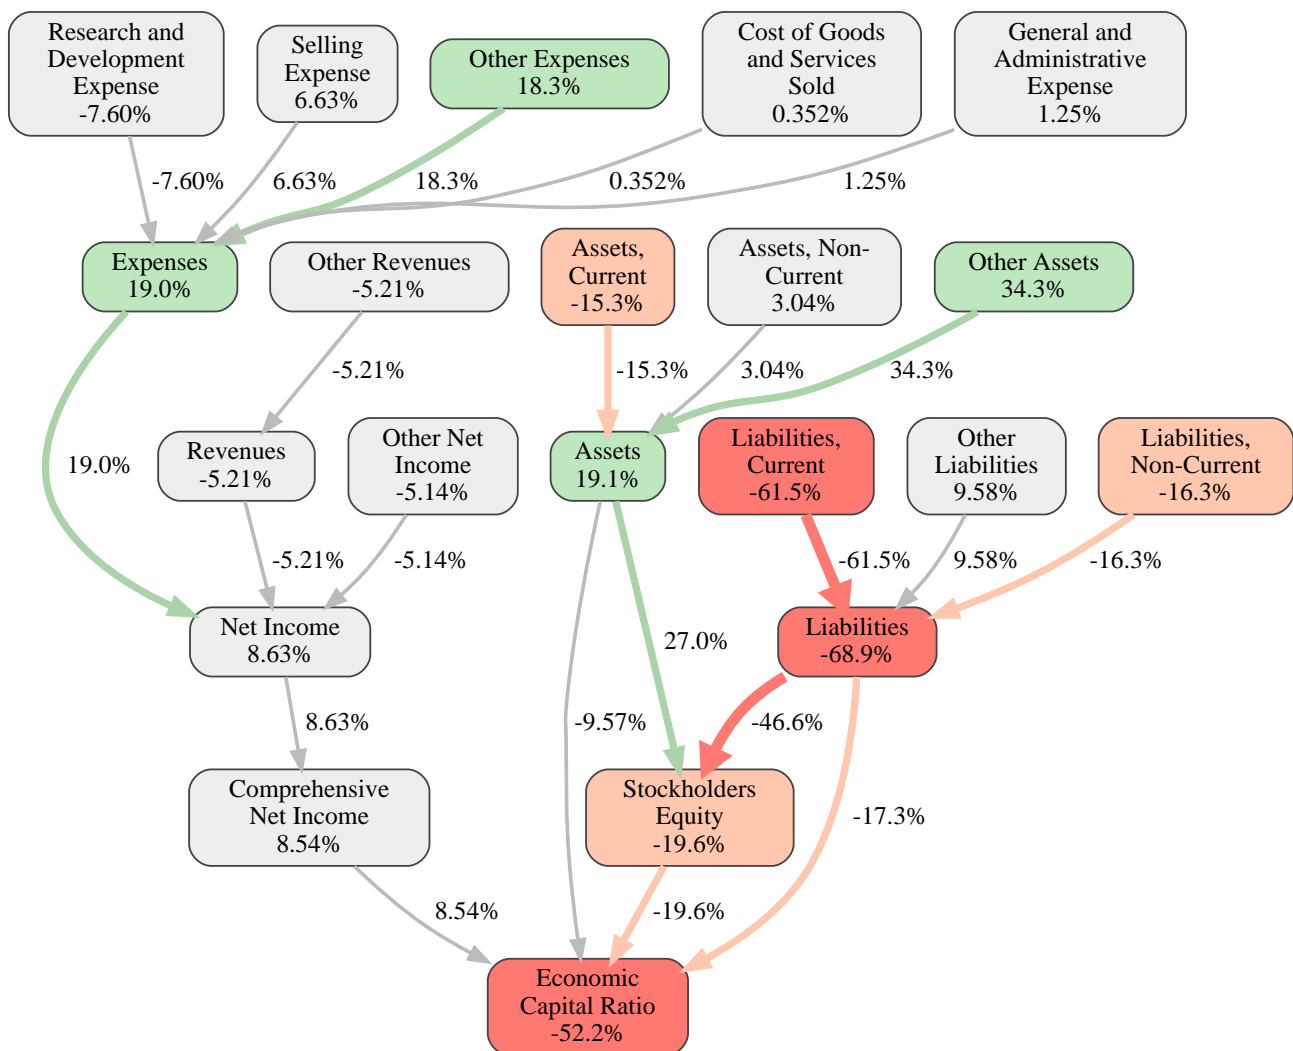 Research and
Development
Expense
-7.60%
Selling
Expense
6.63%
Other Expenses
18.3%
Cost of Goods
and Services
Sold
0.352%
General and
Administrative
Expense
1.25%
-7.60%
6.63%
18.3%
0.352%
1.25%
Expenses
19.0%
Other Revenues
-5.21%
Assets,
Current
-15.3%
Assets, Non-
Current
3.04%
Other Assets
34.3%
-5.21%
-15.3%
3.04%
34.3%
19.0%
Revenues
-5.21%
Other Net
Income
-5.14%
Assets
19.1%
Liabilities,
Current
-61.5%
Other
Liabilities
9.58%
Liabilities,
Non-Current
-16.3%
-5.21%
-5.14%
-61.5%
9.58%
-16.3%
Net Income
8.63%
27.0%
Liabilities
-68.9%
8.63%
-9.57%
-46.6%
Comprehensive
Net Income
8.54%
Stockholders
Equity
-19.6%
-17.3%
8.54%
-19.6%
Economic
Capital Ratio
-52.2%